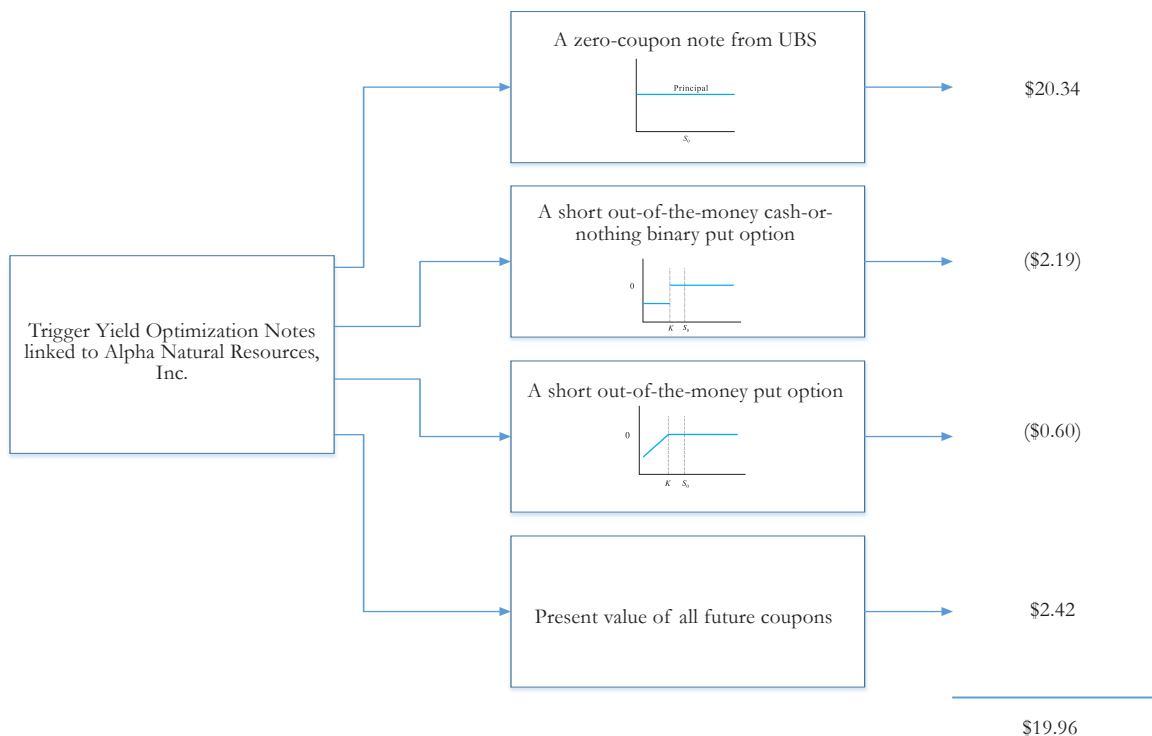 A zero-coupon note from UBS
Principal
S₀
$20.34
A short out-of-the-money cash-or-
nothing binary put option
0
K S₀
($2.19)
Trigger Yield Optimization Notes
linked to Alpha Natural Resources,
Inc.
A short out-of-the-money put option
0
K S₀
($0.60)
Present value of all future coupons
$2.42
$19.96